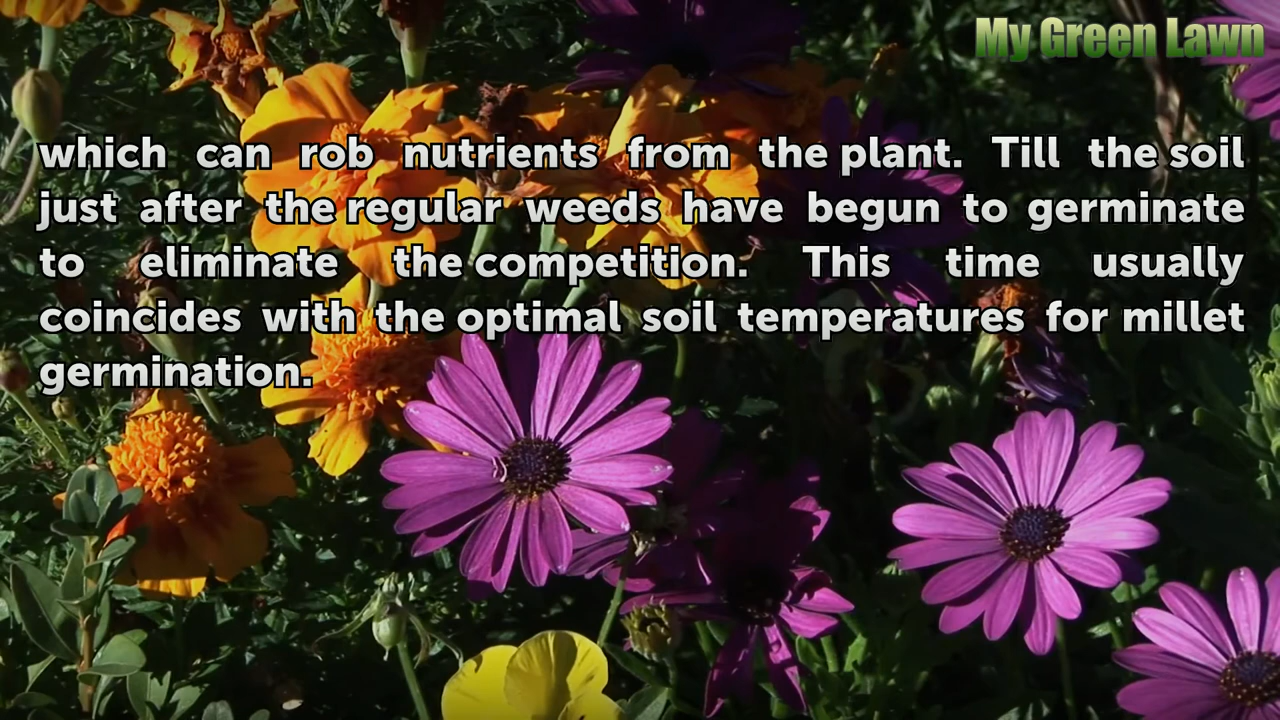 My Green Lawn
which can rob nutrients from the plant. Till the soil
just after the regular weeds have begun to germinate
to eliminate the competition. This time usually
coincides with the optimal soil temperatures for millet
germination.